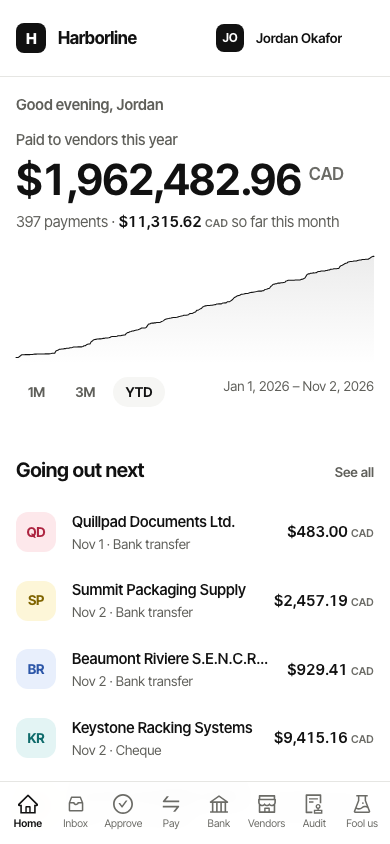 H Harborline JO Jordan Okafor
Good evening, Jordan
Paid to vendors this year
$1,962,482.96 CAD
397 payments · $11,315.62 CAD so far this month
1M 3M YTD Jan 1, 2026 – Nov 2, 2026
Going out next See all
QD Quillpad Documents Ltd. $483.00 CAD
Nov 1 · Bank transfer
SP Summit Packaging Supply $2,457.19 CAD
Nov 2 · Bank transfer
BR Beaumont Riviere S.E.N.C.R... $929.41 CAD
Nov 2 · Bank transfer
KR Keystone Racking Systems $9,415.16 CAD
Nov 2 · Cheque
Home Inbox Approve Pay Bank Vendors Audit Fool us